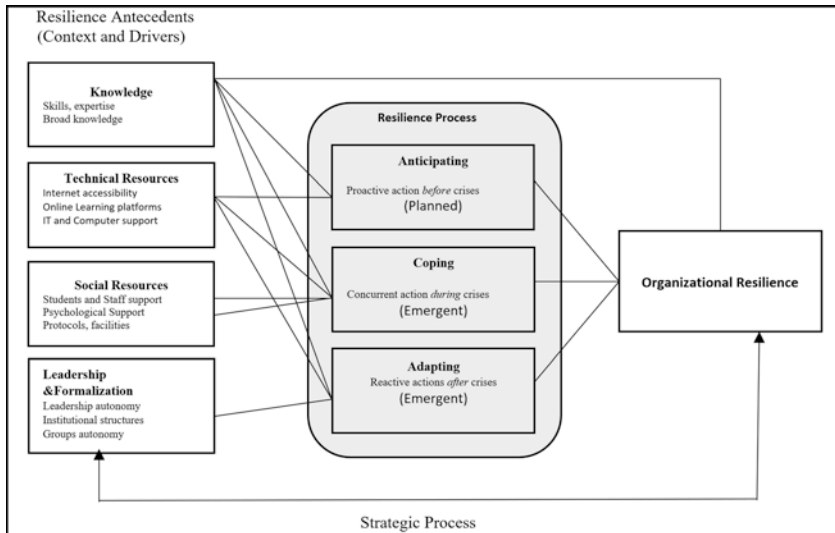 Resilience Antecedents
(Context and Drivers)
Knowledge
Skills, expertise
Broad knowledge
Technical Resources
Internet accessibility
Online Learning platforms
IT and Computer support
Social Resources
Students and Staff support
Psychological Support
Protocols, facilities
Leadership
&Formalization
Leadership autonomy
Institutional structures
Groups autonomy
Resilience Process
Anticipating
Proactive action before crises
(Planned)
Coping
Concurrent action during crises
(Emergent)
Adapting
Reactive actions after crises
(Emergent)
Organizational Resilience
Strategic Process